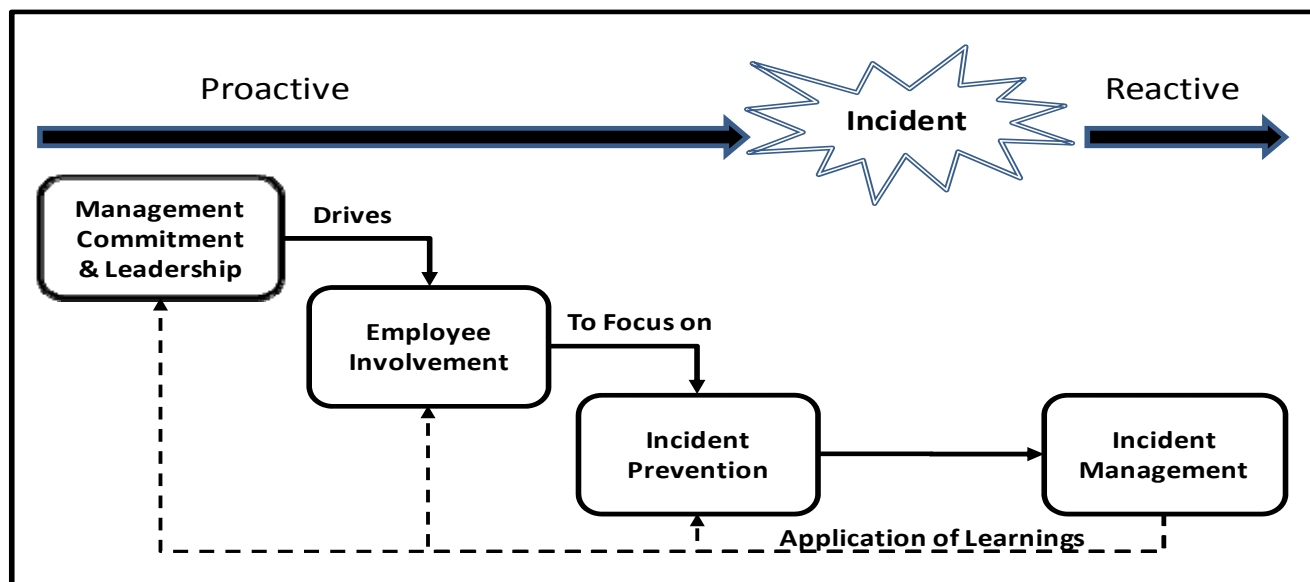 Proactive
Incident
Reactive
Management
Commitment
& Leadership
Drives
Employee
Involvement
To Focus on
Incident
Prevention
Incident
Management
Application of Learnings